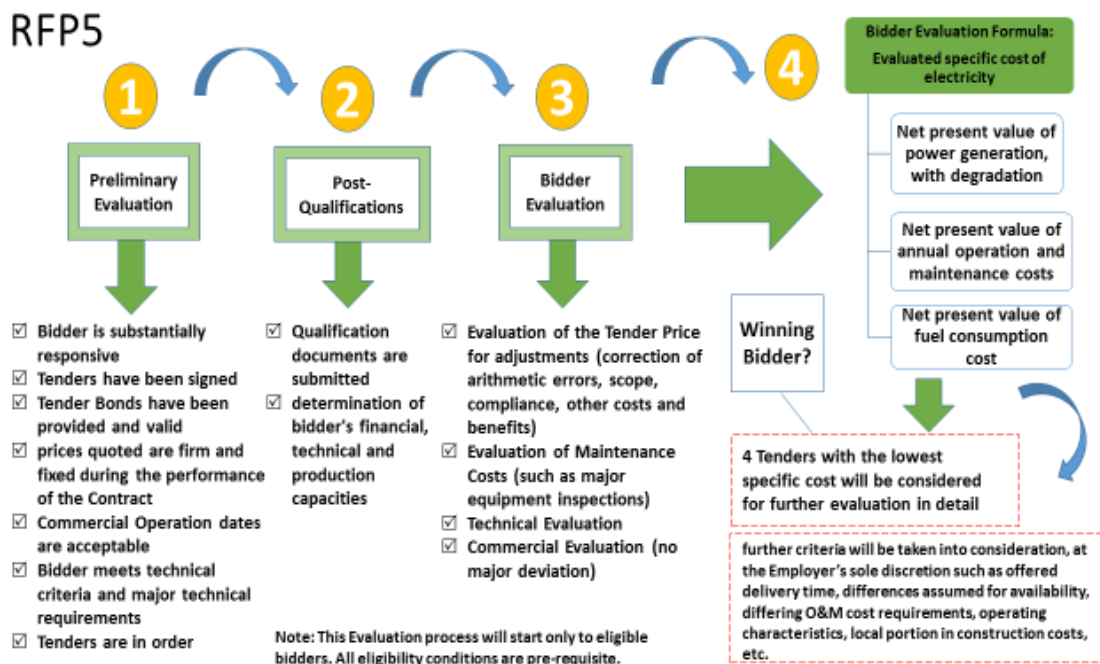 RFP5
1
2
3
4
Preliminary
Evaluation
Post-
Qualifications
Bidder
Evaluation
Bidder Evaluation Formula:
Evaluated specific cost of
electricity
Net present value of
power generation,
with degradation
Net present value of
annual operation and
maintenance costs
Net present value of
fuel consumption
cost
Bidder is substantially
responsive
Tenders have been signed
Tender Bonds have been
provided and valid
prices quoted are firm and
fixed during the performance
of the Contract
Commercial Operation dates
are acceptable
Bidder meets technical
criteria and major technical
requirements
Tenders are in order
Qualification
documents are
submitted
determination of
bidder's financial,
technical and
production
capacities
Evaluation of the Tender Price
for adjustments (correction of
arithmetic errors, scope,
compliance, other costs and
benefits)
Evaluation of Maintenance
Costs (such as major
equipment inspections)
Technical Evaluation
Commercial Evaluation (no
major deviation)
Note: This Evaluation process will start only to eligible
bidders. All eligibility conditions are pre-requisite.
Winning
Bidder?
4 Tenders with the lowest
specific cost will be considered
for further evaluation in detail
further criteria will be taken into consideration, at
the Employer's sole discretion such as offered
delivery time, differences assumed for availability,
differing O&M cost requirements, operating
characteristics, local portion in construction costs,
etc.